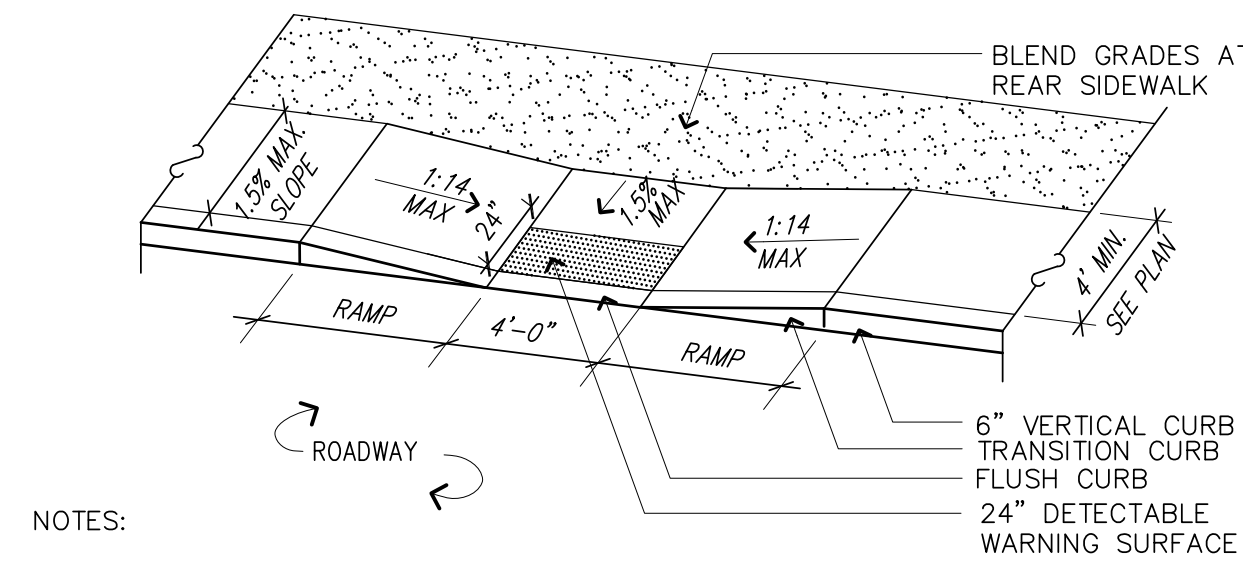 BLEND GRADES AT
REAR SIDEWALK
1.5% MAX
SLOPE
1:14
MAX
24”
1.5%
MAX
1:14
MAX
4' MIN.
SEE PLAN
RAMP
4'-0”
RAMP
ROADWAY
6” VERTICAL CURB
TRANSITION CURB
FLUSH CURB
24” DETECTABLE
WARNING SURFACE
NOTES: